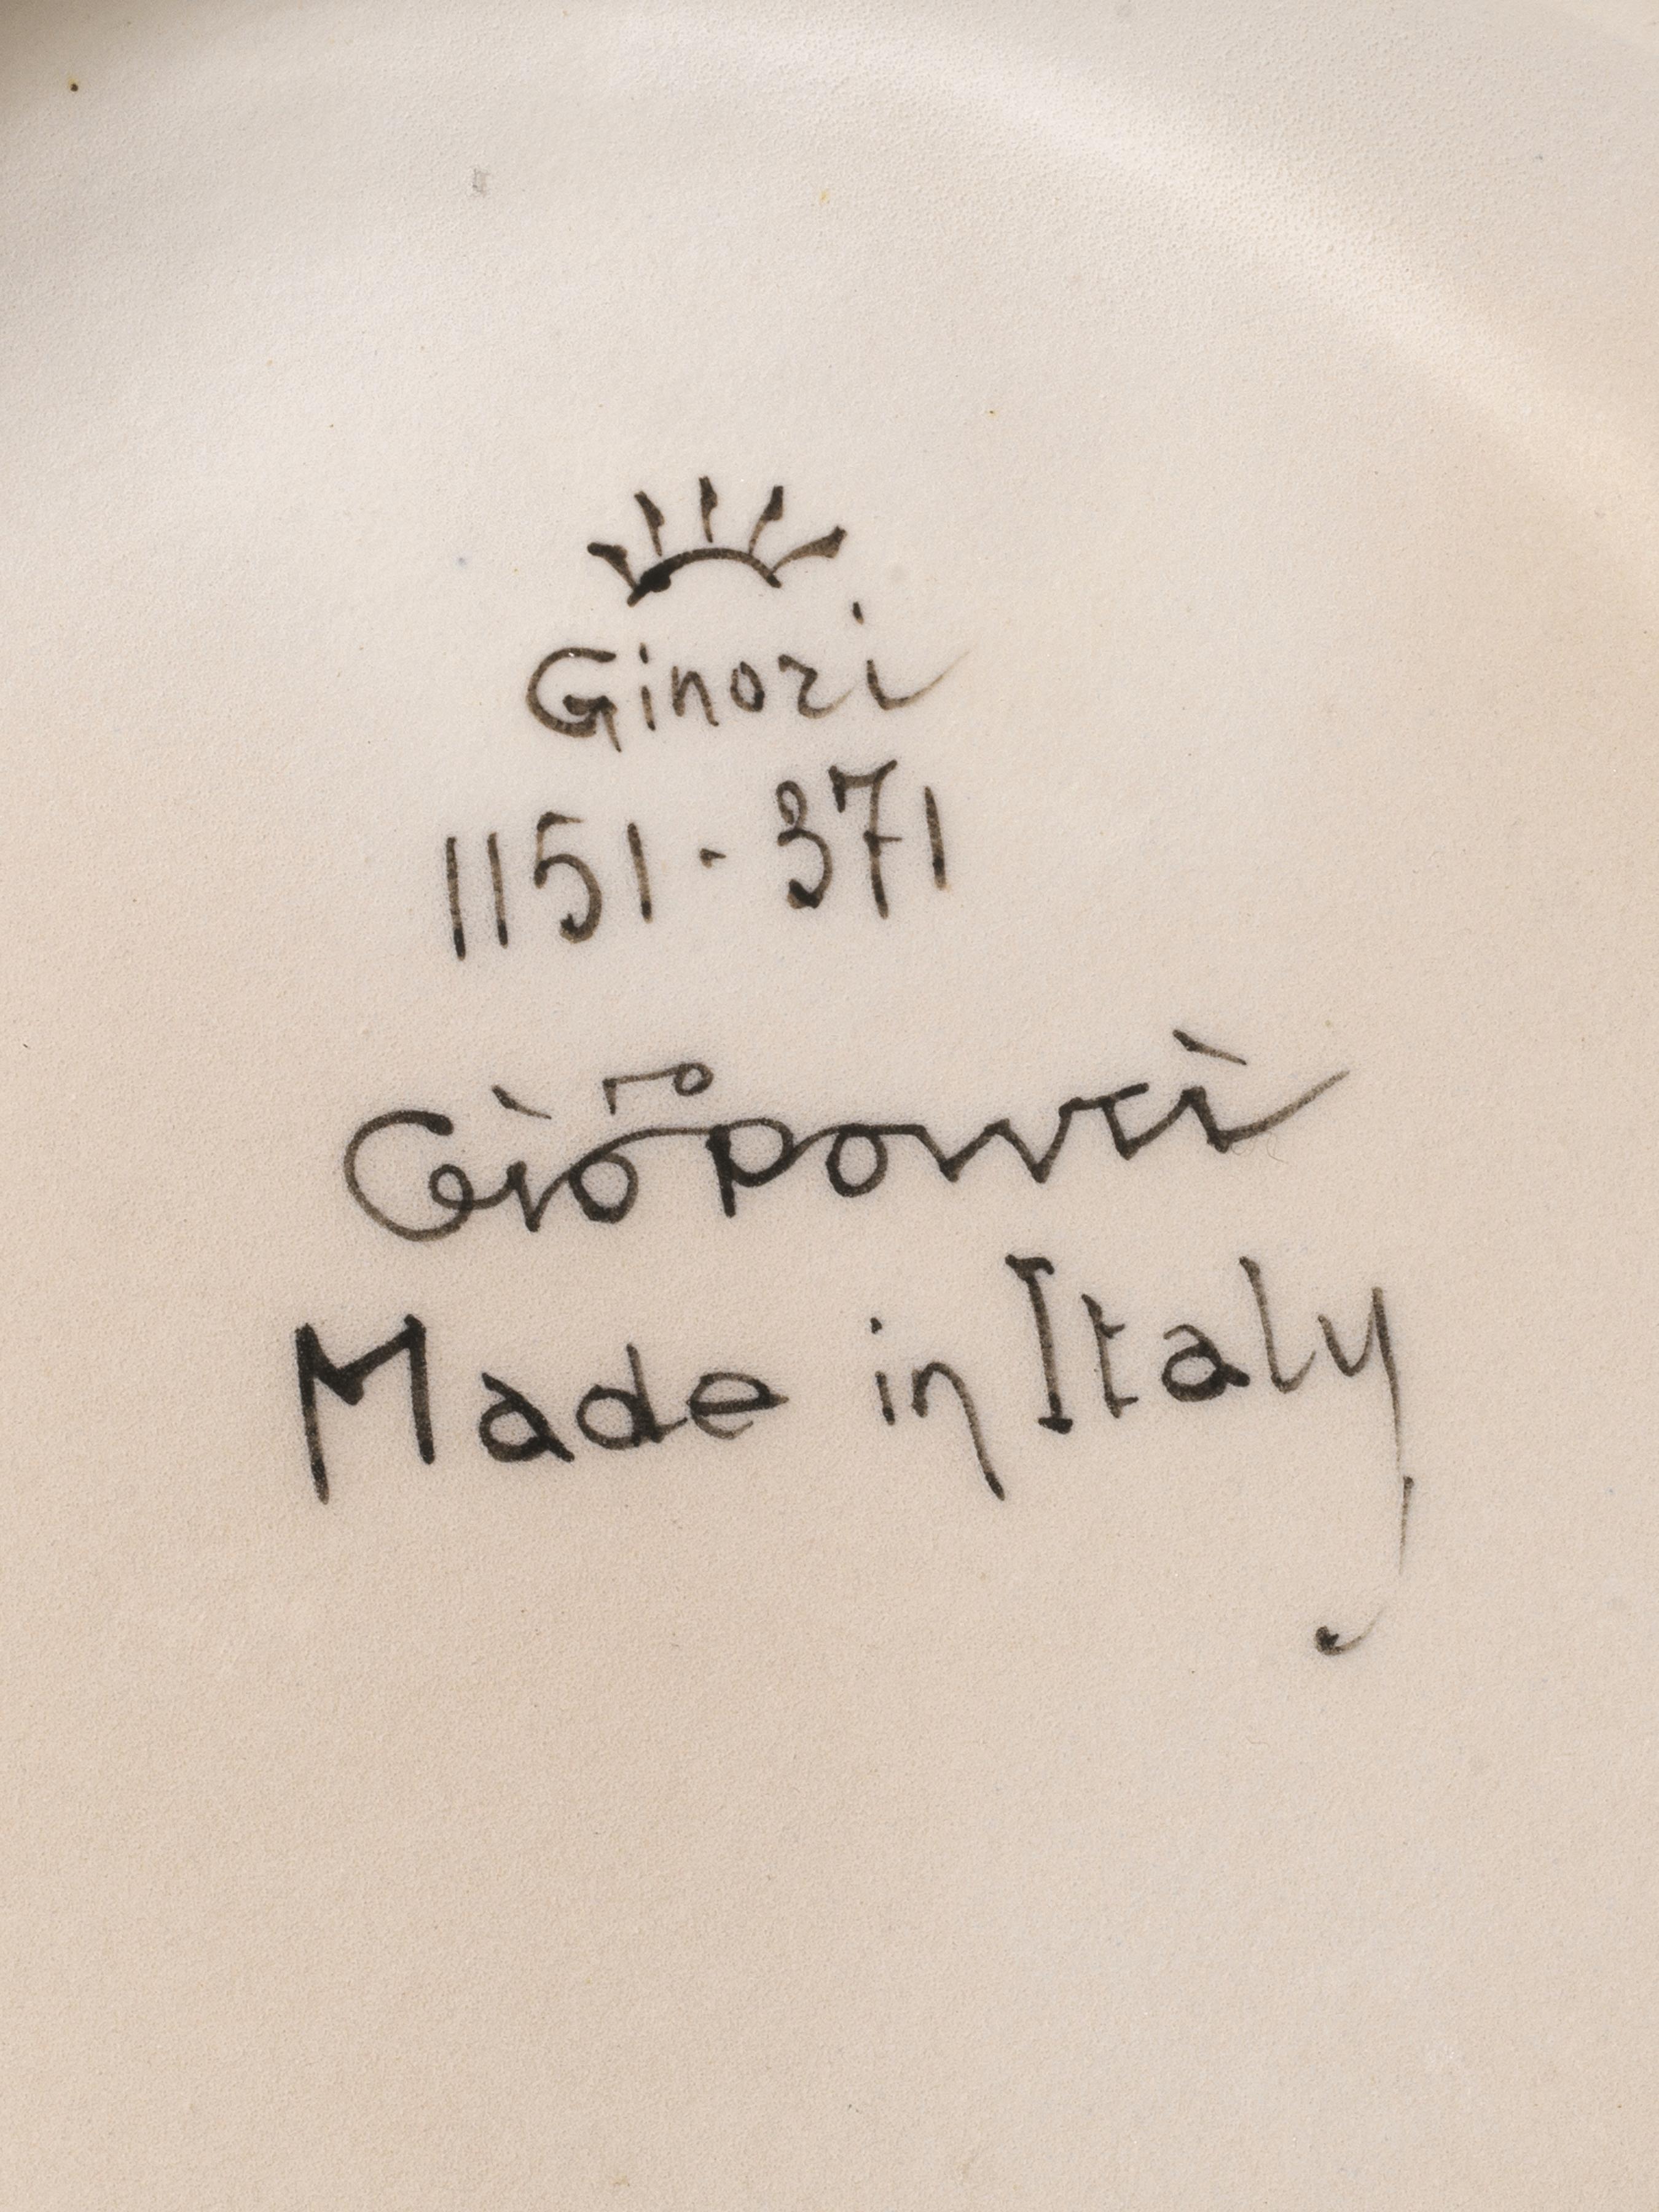 Ginori
1151-371
Giò Ponti
Made in Italy